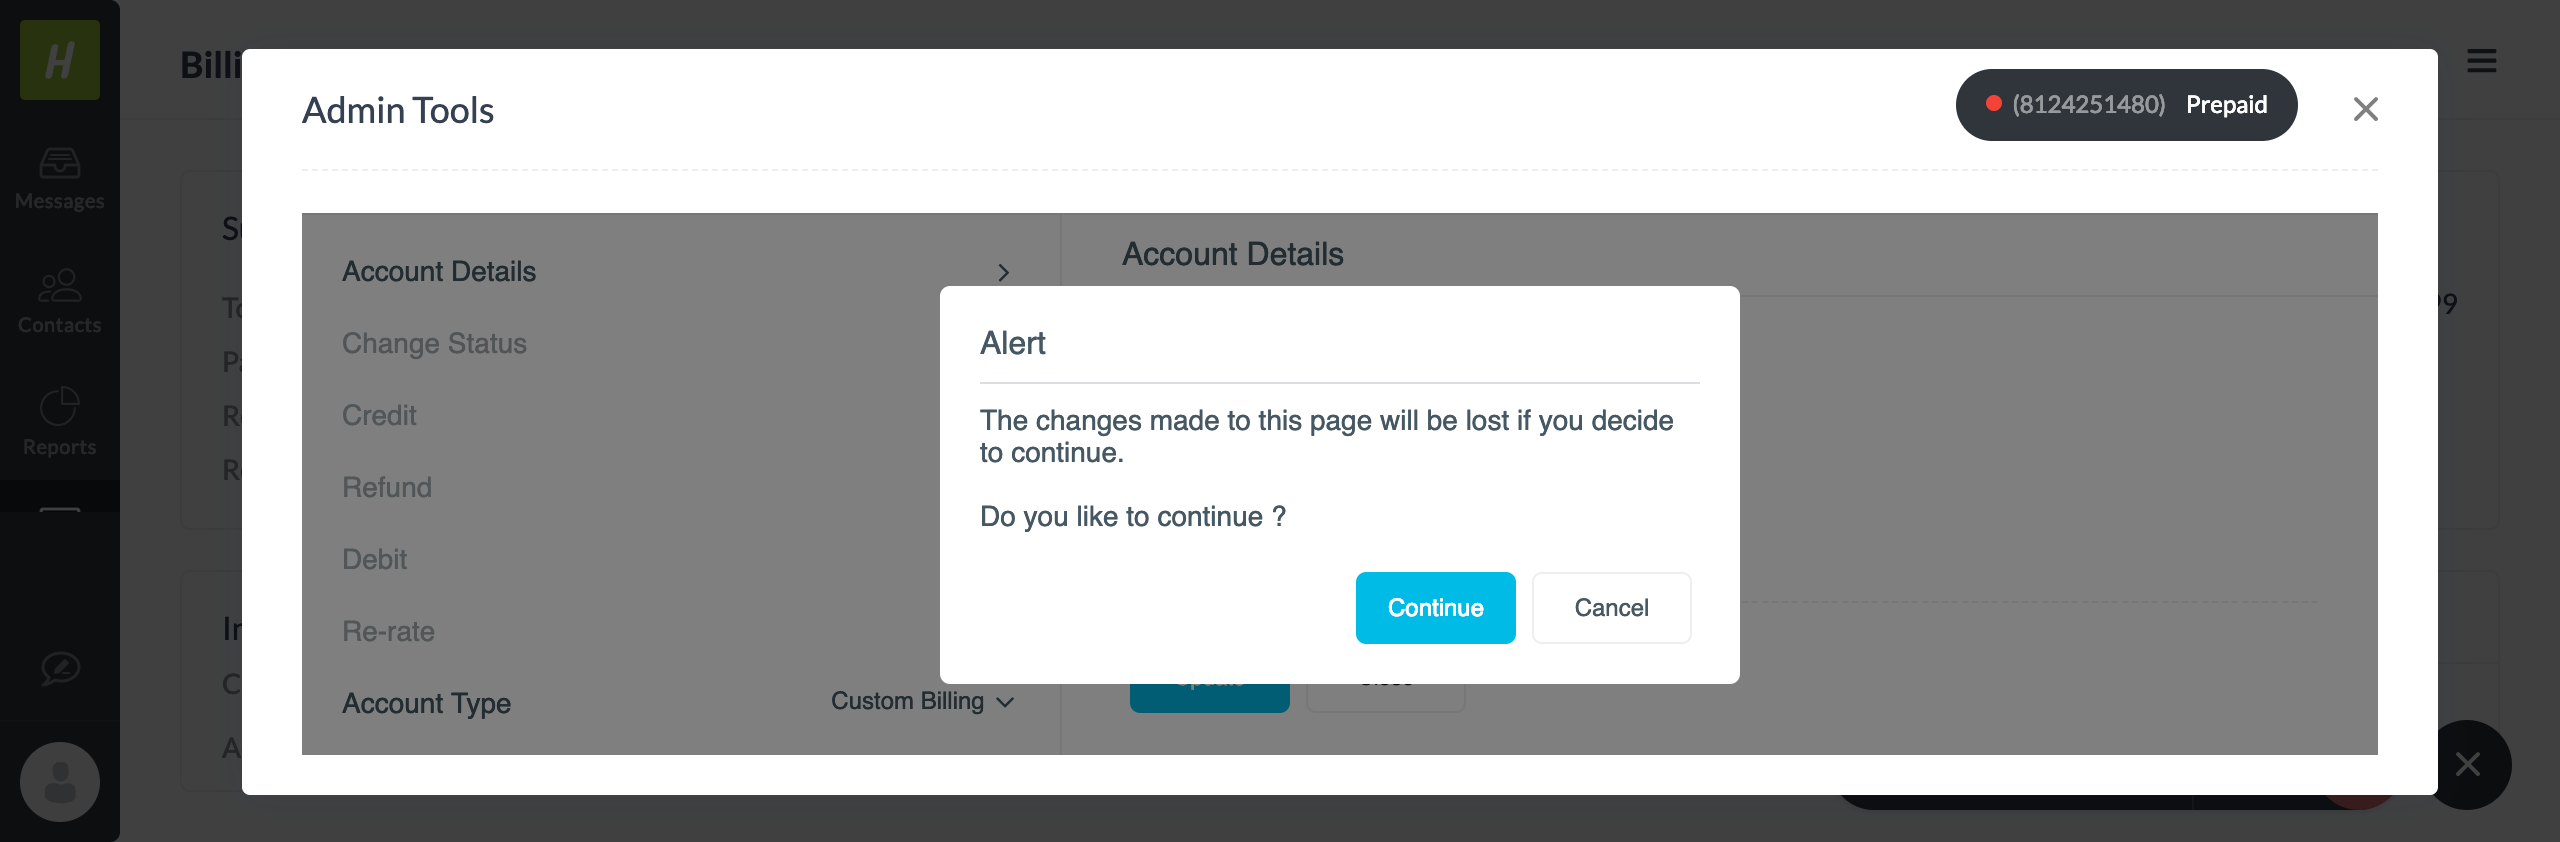 H
Billi
Admin Tools
(8124251480) Prepaid
Messages
Contacts
Reports
Account Details
Change Status
Credit
Refund
Debit
Re-rate
Account Type
Custom Billing
Account Details
Alert
The changes made to this page will be lost if you decide
to continue.
Do you like to continue ?
Continue
Cancel